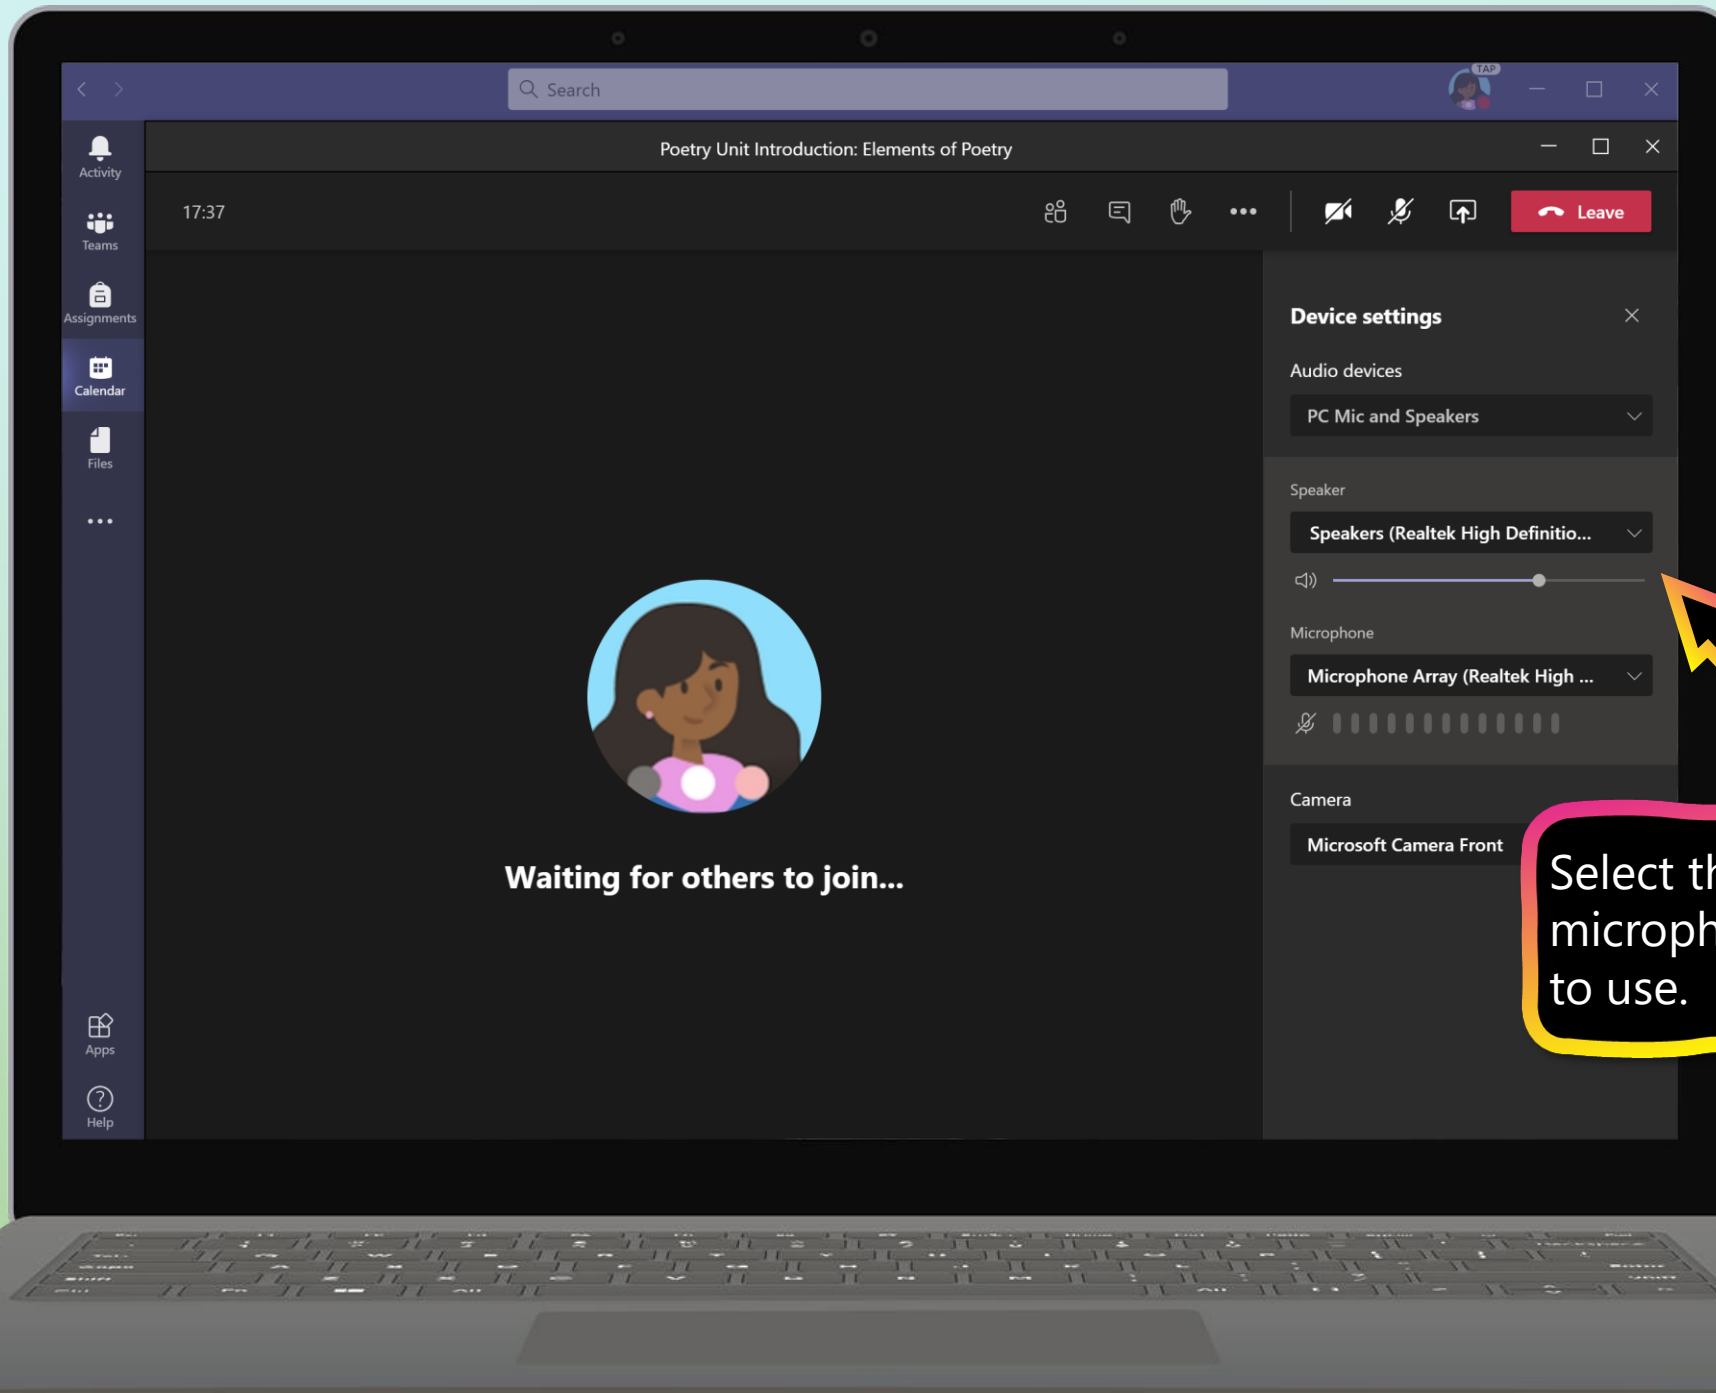 Search
TAP
Activity
Poetry Unit Introduction: Elements of Poetry
17:37
Leave
Teams
Assignments
Calendar
Files
Apps
Help
Device settings
Audio devices
PC Mic and Speakers
Speaker
Speakers (Realtek High Definitio...
Microphone
Microphone Array (Realtek High ...
Camera
Microsoft Camera Front
Waiting for others to join...
Select th
microph
to use.